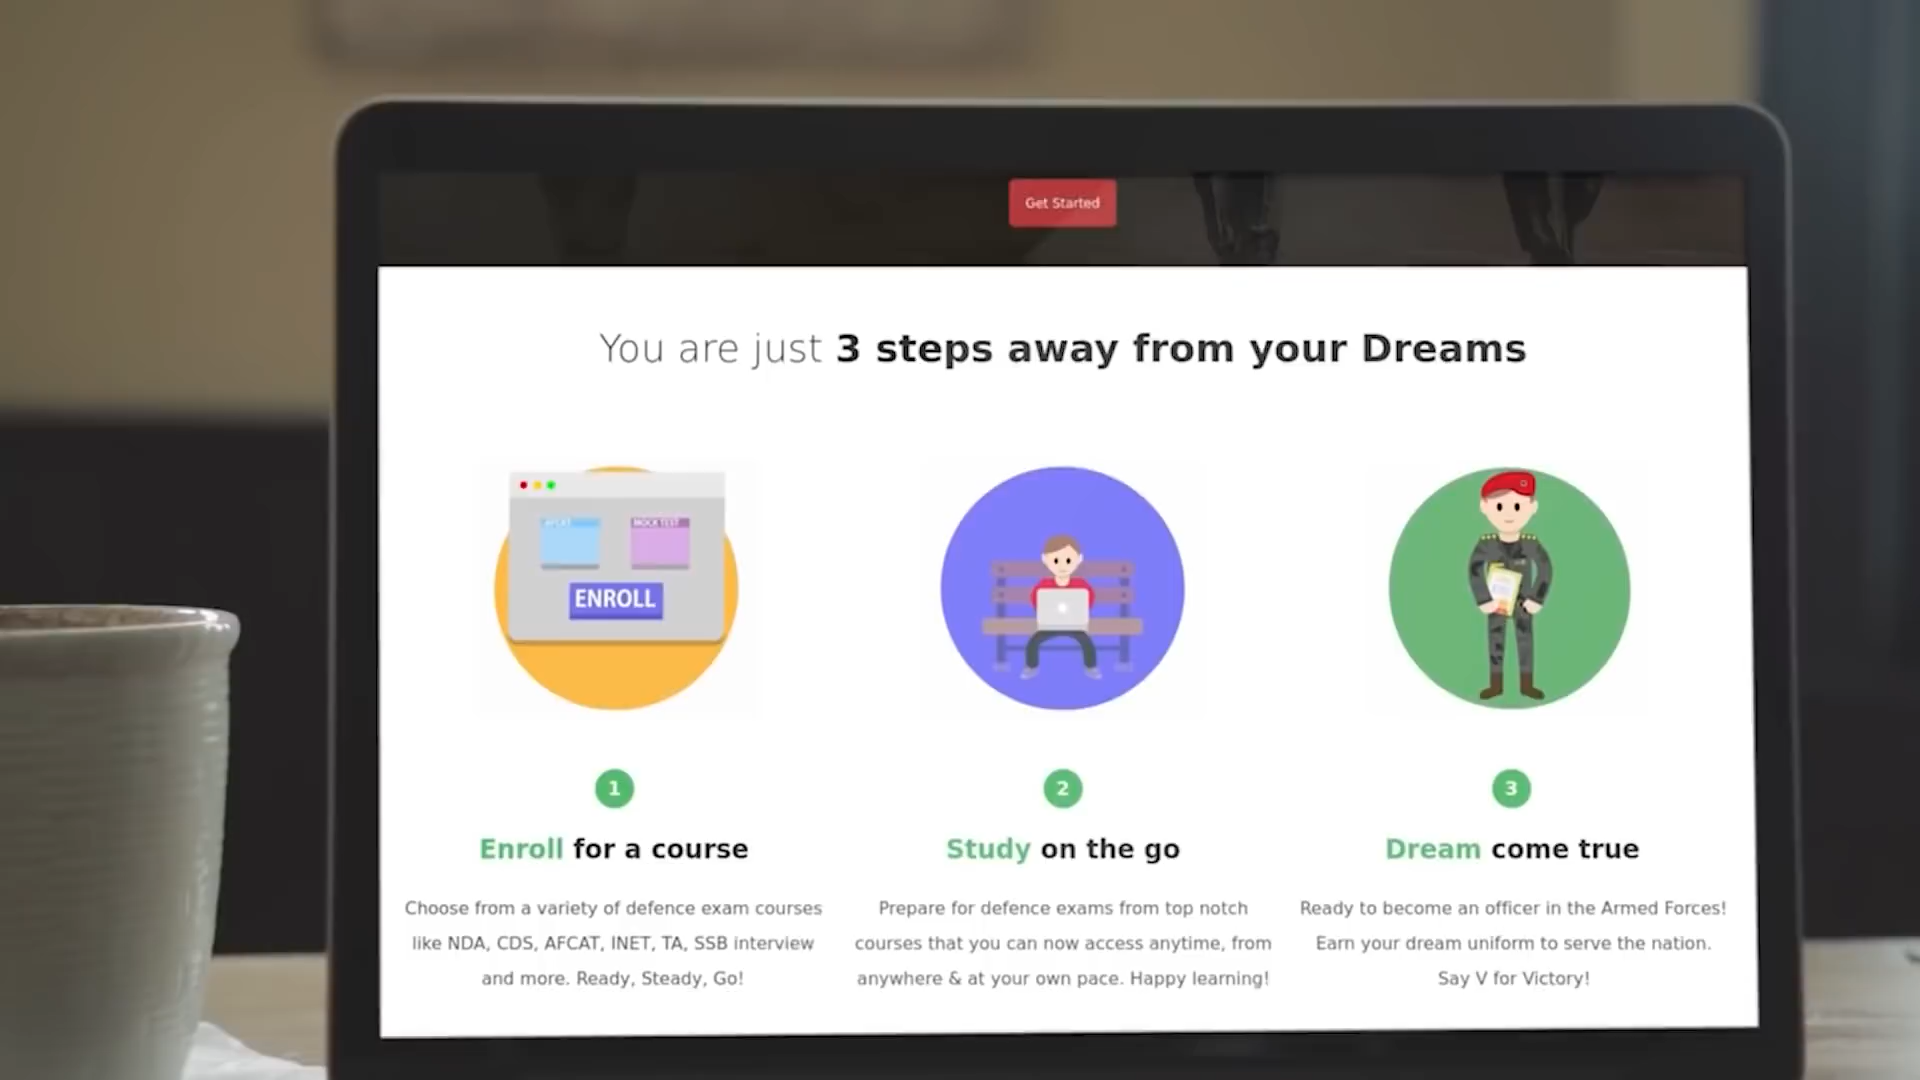 Get Started
You are just 3 steps away from your Dreams
AFCAT
MOCK TEST
ENROLL
1
2
3
Enroll for a course
Study on the go
Dream come true
Choose from a variety of defence exam courses
like NDA, CDS, AFCAT, INET, TA, SSB interview
and more. Ready, Steady, Go!
Prepare for defence exams from top notch
courses that you can now access anytime, from
anywhere & at your own pace. Happy learning!
Ready to become an officer in the Armed Forces!
Earn your dream uniform to serve the nation.
Say V for Victory!